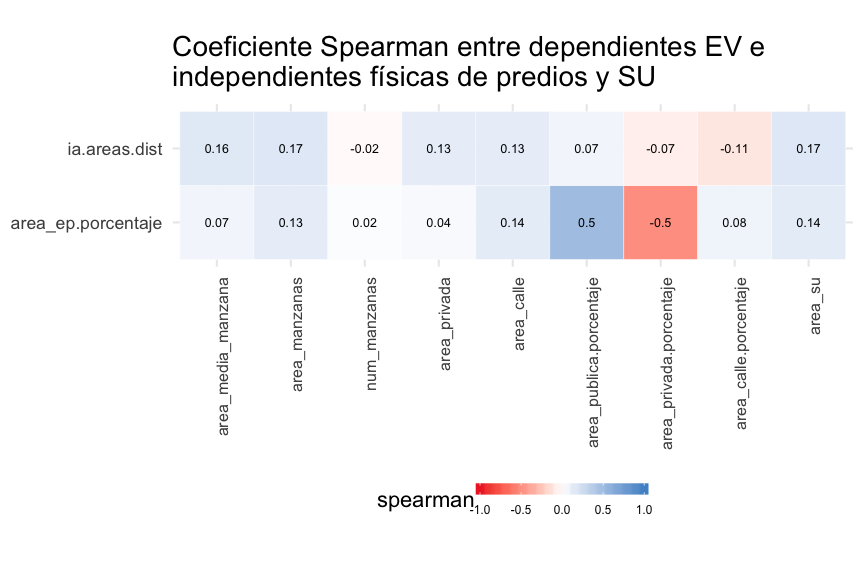 Coeficiente Spearman entre dependientes EV e
independientes físicas de predios y SU
ia.areas.dist
0.16 0.17 -0.02 0.13 0.13 0.07 -0.07 -0.11 0.17
area_ep.porcentaje
0.07 0.13 0.02 0.04 0.14 0.5 -0.5 0.08 0.14
area_media_manzana
area_manzanas
num_manzanas
area_privada
area_calle
area_publica.porcentaje
area_privada.porcentaje
area_calle.porcentaje
area_su
spearman
-1.0 -0.5 0.0 0.5 1.0